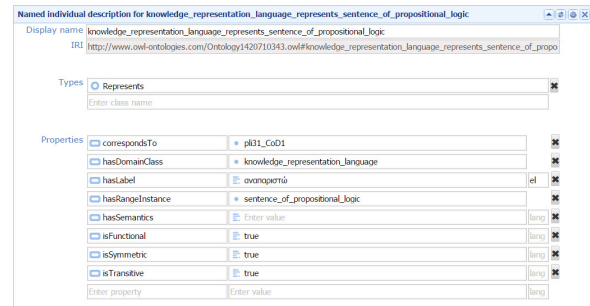 Named individual description for knowledge_representation_language_represents_sentence_of_propositional_logic
Display name knowledge_representation_language_represents_sentence_of_propositional_logic
IRI http://www.owl-ontologies.com/Ontology1420710343.owl#knowledge_representation_language_represents_sentence_of_propo
Types Represents
Enter class name
Properties correspondsTo pli31_CoD1
hasDomainClass knowledge_representation_language
hasLabel αναπαριστώ el
hasRangeInstance sentence_of_propositional_logic
hasSemantics Enter value lang
isFunctional true lang
isSymmetric true lang
isTransitive true lang
Enter property Enter value lang